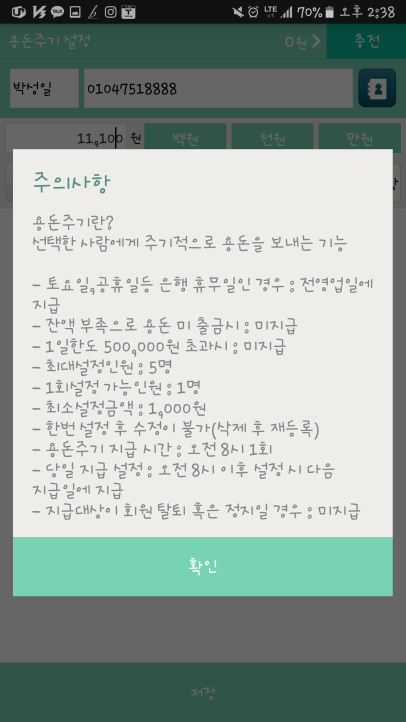 LTE 70% 오후 2:38
용돈주기 설정 0원 충전
박성일 01047518888
11,100 원 백원 천원 만원
주의사항
용돈주기란?
선택한 사람에게 주기적으로 용돈을 보내는 기능
- 토요일,공휴일등 은행 휴무일인 경우 : 전영업일에
지급
- 잔액 부족으로 용돈 미 출금시 : 미지급
- 1일한도 500,000원 초과시 : 미지급
- 최대설정인원 : 5명
- 1회설정 가능인원 : 1명
- 최소설정금액 : 1,000원
- 한번 설정 후 수정이 불가(삭제 후 재등록)
- 용돈주기 지급 시간 : 오전 8시 1회
- 당일 지급 설정 : 오전 8시 이후 설정 시 다음
지급일에 지급
- 지급대상이 회원 탈퇴 혹은 정지일 경우 : 미지급
확인
저장